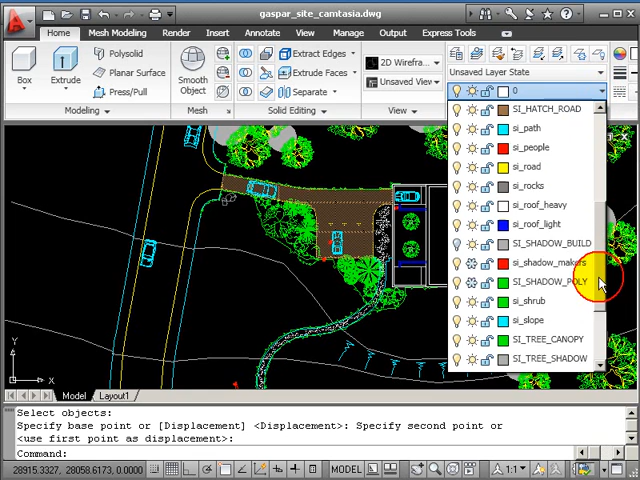 gaspar_site_camtasia.dwg
Home
Mesh Modeling
Render
Insert
Annotate
View
Manage
Output
Express Tools
Box
Extrude
Polysolid
Planar Surface
Press/Pull
Smooth
Object
Extract Edges
Extrude Faces
Separate
2D Wirefra...
Unsaved View
Unsaved Layer State
0
Modeling
Mesh
Solid Editing
View
SI_HATCH_ROAD
si_path
si_people
si_road
si_rocks
si_roof_heavy
si_roof_light
SI_SHADOW_BUILD
si_shadow_makers
SI_SHADOW_POLY
si_shrub
si_slope
SI_TREE_CANOPY
SI_TREE_SHADOW
Y
X
Model
Layout1
Select objects:
Specify base point or [Displacement] <Displacement>: Specify second point or
<use first point as displacement>:
Command:
28915.3327, 28058.6173, 0.0000
MODEL
1:1